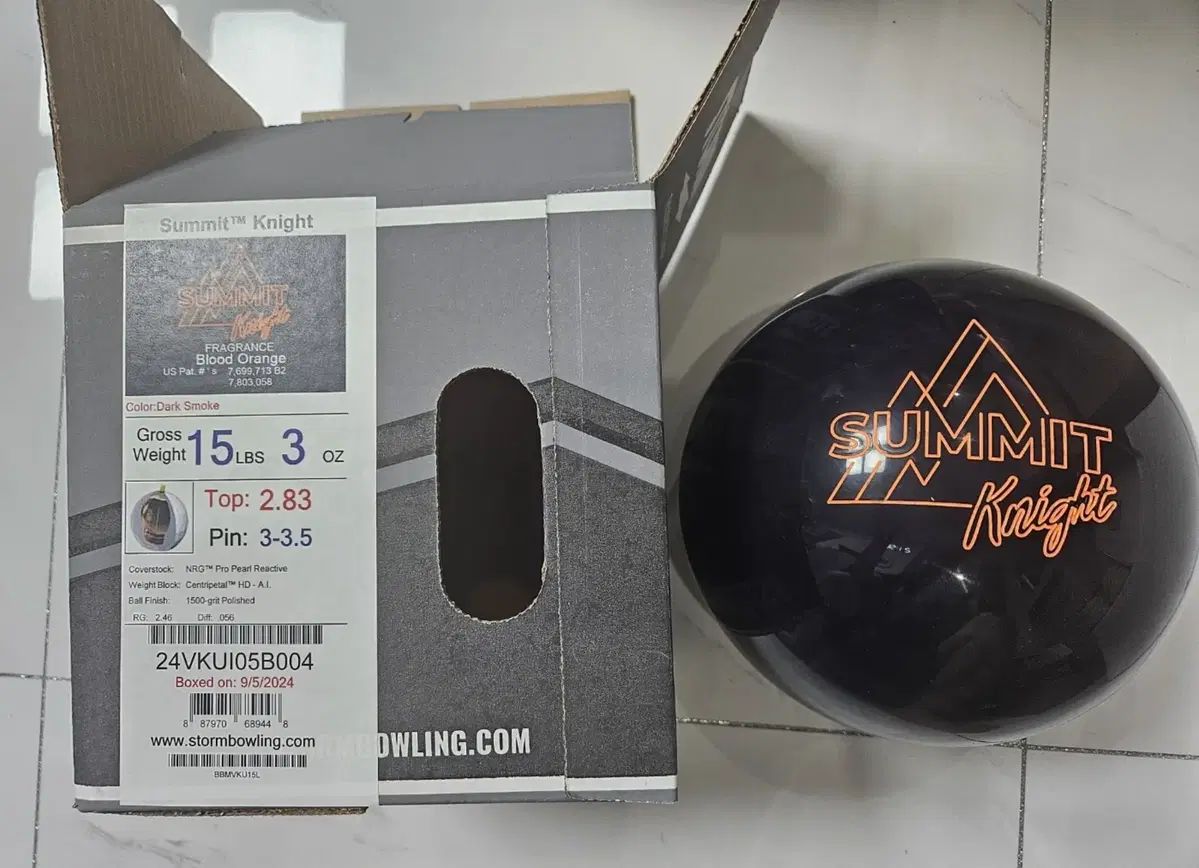 Summit™ Knight
SUMMIT
Knight
FRAGRANCE
Blood Orange
US Pat. #'s 7,699,713 B2
7,803,058
Color:Dark Smoke
Gross Weight 15 LBS 3 OZ
Top: 2.83
Pin: 3-3.5
Coverstock: NRG™ Pro Pearl Reactive
Weight Block: Centripetal™ HD - A.I.
Ball Finish: 1500-grit Polished
RG: 2.46 Diff: .056
24VKUI05B004
Boxed on: 9/5/2024
8 87970 68944 8
www.stormbowling.com
BBMVKU15L
BOWLING.COM
SUMMIT
Knight